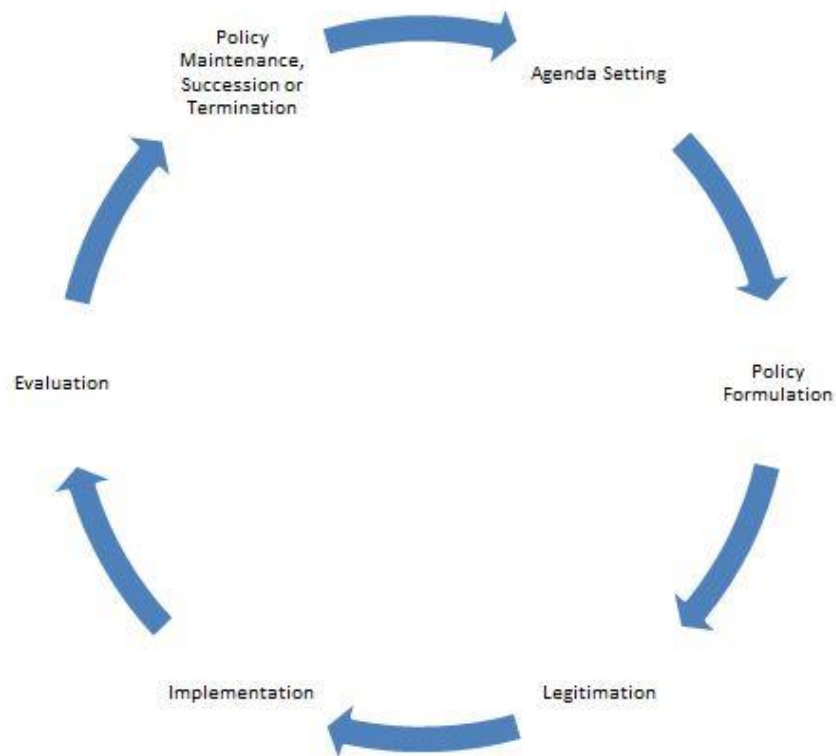 Policy
Maintenance,
Succession or
Termination
Agenda Setting
Policy
Formulation
Legitimation
Implementation
Evaluation